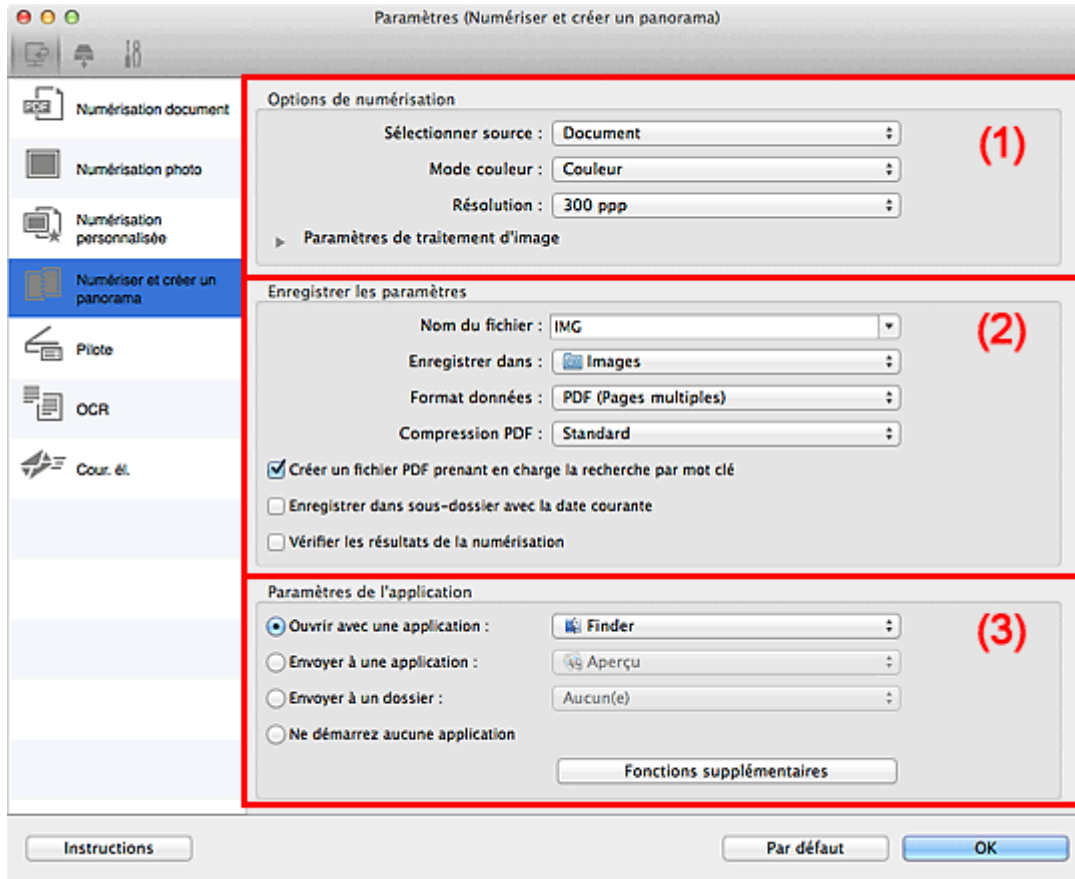 Paramètres (Numériser et créer un panorama)
Numérisation document
Numérisation photo
Numérisation
personnalisée
Numériser et créer un
panorama
Pilote
OCR
Cour. él.
Options de numérisation
(1)
Sélectionner source : Document
Mode couleur : Couleur
Résolution : 300 ppp
Paramètres de traitement d'image
Enregistrer les paramètres
(2)
Nom du fichier : IMG
Enregistrer dans : Images
Format données : PDF (Pages multiples)
Compression PDF : Standard
Créer un fichier PDF prenant en charge la recherche par mot clé
Enregistrer dans sous-dossier avec la date courante
Vérifier les résultats de la numérisation
Paramètres de l'application
(3)
Ouvrir avec une application : Finder
Envoyer à une application : Aperçu
Envoyer à un dossier : Aucun(e)
Ne démarrez aucune application
Fonctions supplémentaires
Instructions
Par défaut
OK